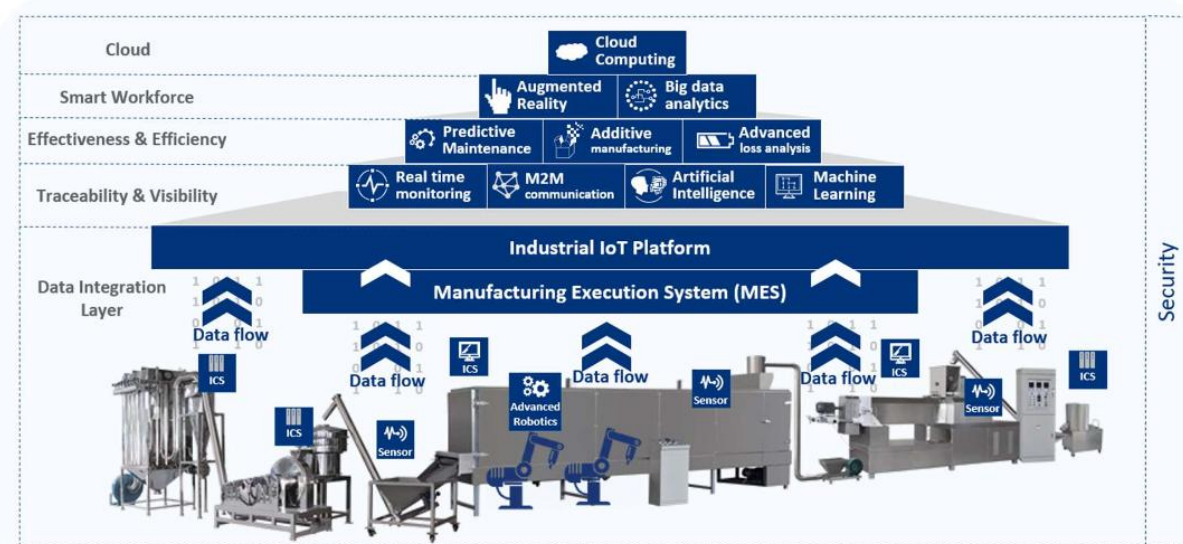 Cloud
Cloud
Computing
Smart Workforce
Augmented
Reality
Big data
analytics
Effectiveness & Efficiency
Predictive
Maintenance
Additive
manufacturing
Advanced
loss analysis
Traceability & Visibility
Real time
monitoring
M2M
communication
Artificial
Intelligence
Machine
Learning
Industrial IoT Platform
Data Integration
Layer
Manufacturing Execution System (MES)
Security
Data flow
Data flow
Data flow
Data flow
Data flow
ICS
ICS
Sensor
ICS
Advanced
Robotics
Sensor
ICS
Sensor
ICS